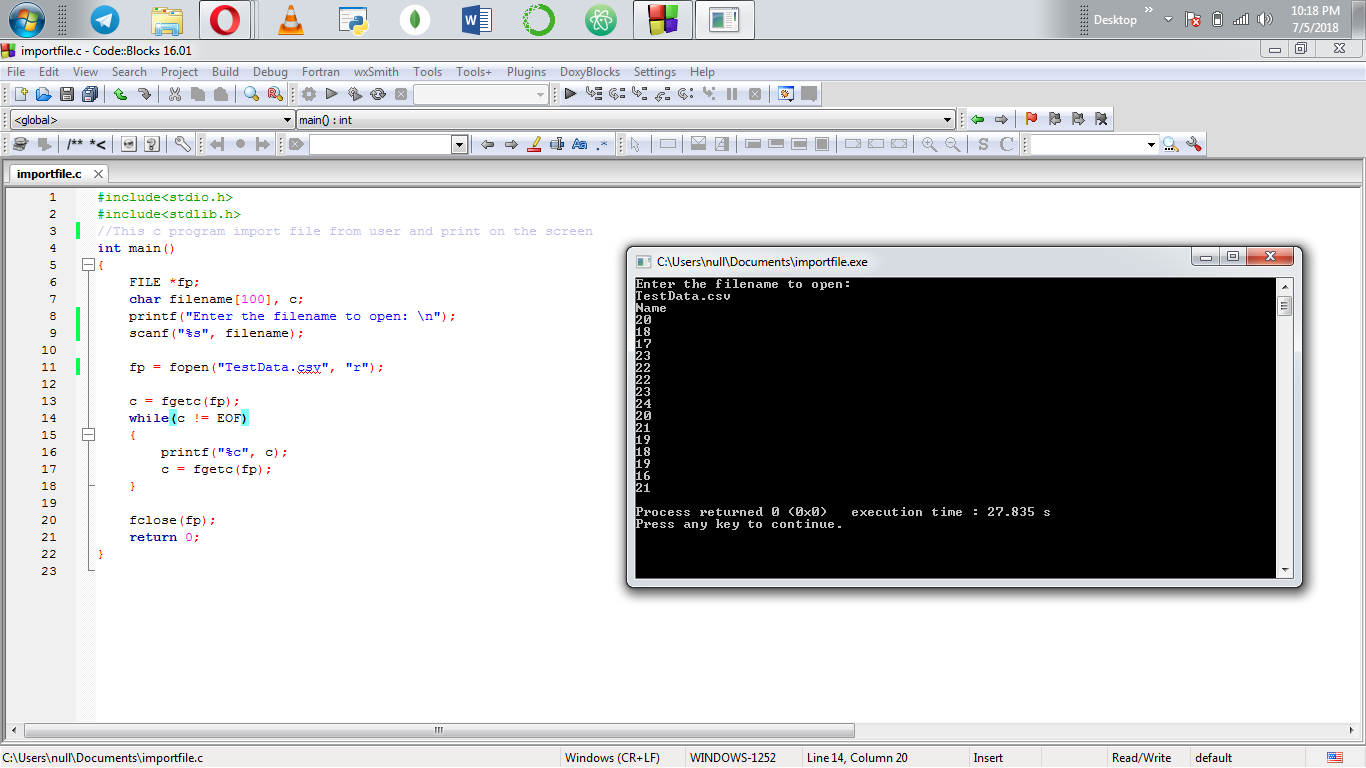 Desktop
»
10:18 PM
7/5/2018
importfile.c - Code::Blocks 16.01
File Edit View Search Project Build Debug Fortran wxSmith Tools Tools+ Plugins DoxyBlocks Settings Help
<global> main() : int
/** *< Aa .* S C
importfile.c
1 #include<stdio.h>
2 #include<stdlib.h>
3 //This c program import file from user and print on the screen
4 int main()
5 {
6 FILE *fp;
7 char filename[100], c;
8 printf("Enter the filename to open: \n");
9 scanf("%s", filename);
10
11 fp = fopen("TestData.csv", "r");
12
13 c = fgetc(fp);
14 while(c != EOF)
15 {
16 printf("%c", c);
17 c = fgetc(fp);
18 }
19
20 fclose(fp);
21 return 0;
22 }
23
C:\Users\null\Documents\importfile.exe
Enter the filename to open:
TestData.csv
Name
20
18
17
23
22
22
23
24
20
21
19
18
19
16
21
Process returned 0 (0x0) execution time : 27.835 s
Press any key to continue.
C:\Users\null\Documents\importfile.c Windows (CR+LF) WINDOWS-1252 Line 14, Column 20 Insert Read/Write default